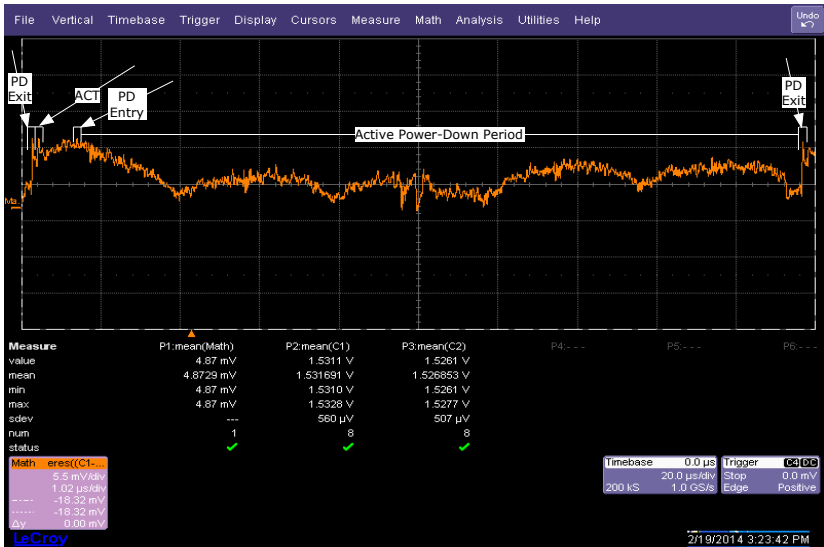 File Vertical Timebase Trigger Display Cursors Measure Math Analysis Utilities Help Undo
PD
Exit
ACT
PD
Entry
Active Power-Down Period
PD
Exit
Ma
Measure P1:mean(Math) P2:mean(C1) P3:mean(C2) P4:--- P5:--- P6:---
value 4.87 mV 1.5311 V 1.5261 V
mean 4.8729 mV 1.531691 V 1.526853 V
min 4.87 mV 1.5310 V 1.5261 V
max 4.87 mV 1.5328 V 1.5277 V
sdev --- 560 µV 507 µV
num 1 8 8
status
Math eres((C1-...
5.5 mV/div
1.02 µs/div
-18.32 mV
-18.32 mV
Δy 0.00 mV
Timebase 0.0 µs
20.0 µs/div
200 kS 1.0 GS/s
Trigger C4 DC
Stop 0.0 mV
Edge Positive
LeCroy
2/19/2014 3:23:42 PM